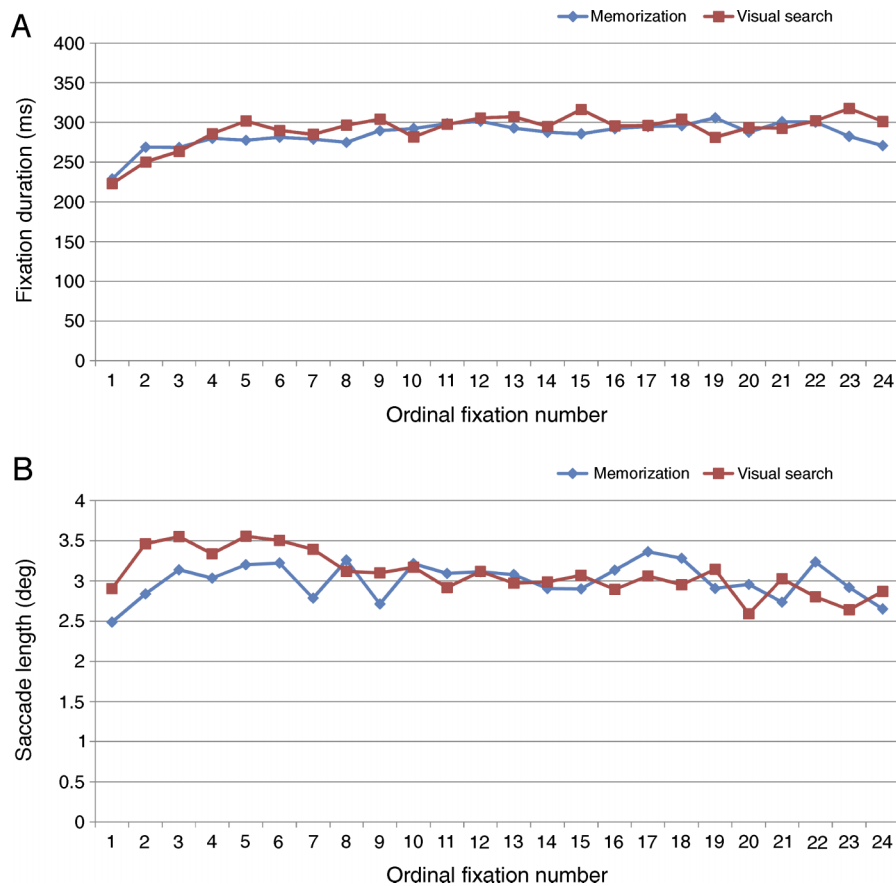 A
Memorization Visual search
400
350
300
250
200
150
100
50
0
Fixation duration (ms)
1 2 3 4 5 6 7 8 9 10 11 12 13 14 15 16 17 18 19 20 21 22 23 24
Ordinal fixation number
B
Memorization Visual search
4
3.5
3
2.5
2
1.5
1
0.5
0
Saccade length (deg)
1 2 3 4 5 6 7 8 9 10 11 12 13 14 15 16 17 18 19 20 21 22 23 24
Ordinal fixation number